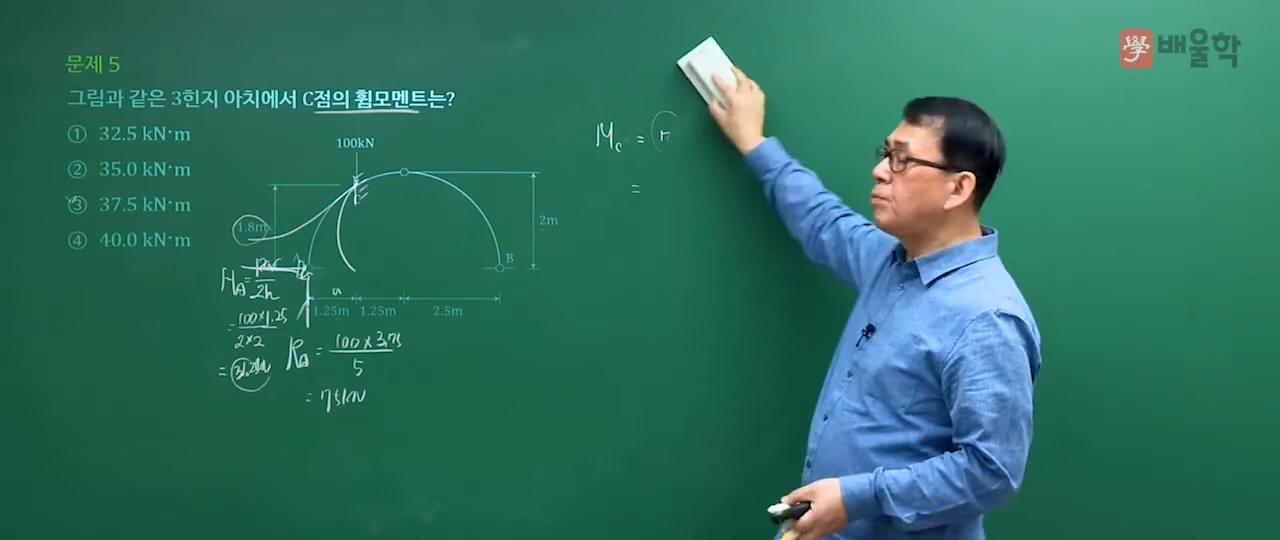 學 배울학
문제 5
그림과 같은 3힌지 아치에서 C점의 휨모멘트는?
① 32.5 kN·m
② 35.0 kN·m
③ 37.5 kN·m
④ 40.0 kN·m
100kN
1.8m
2m
A
B
1.25m 1.25m 2.5m
a
H_A = Pa/2h
= 100×1.25 / 2×2
R_A = 100×3.75 / 5
= 75kN
M_C = (
=